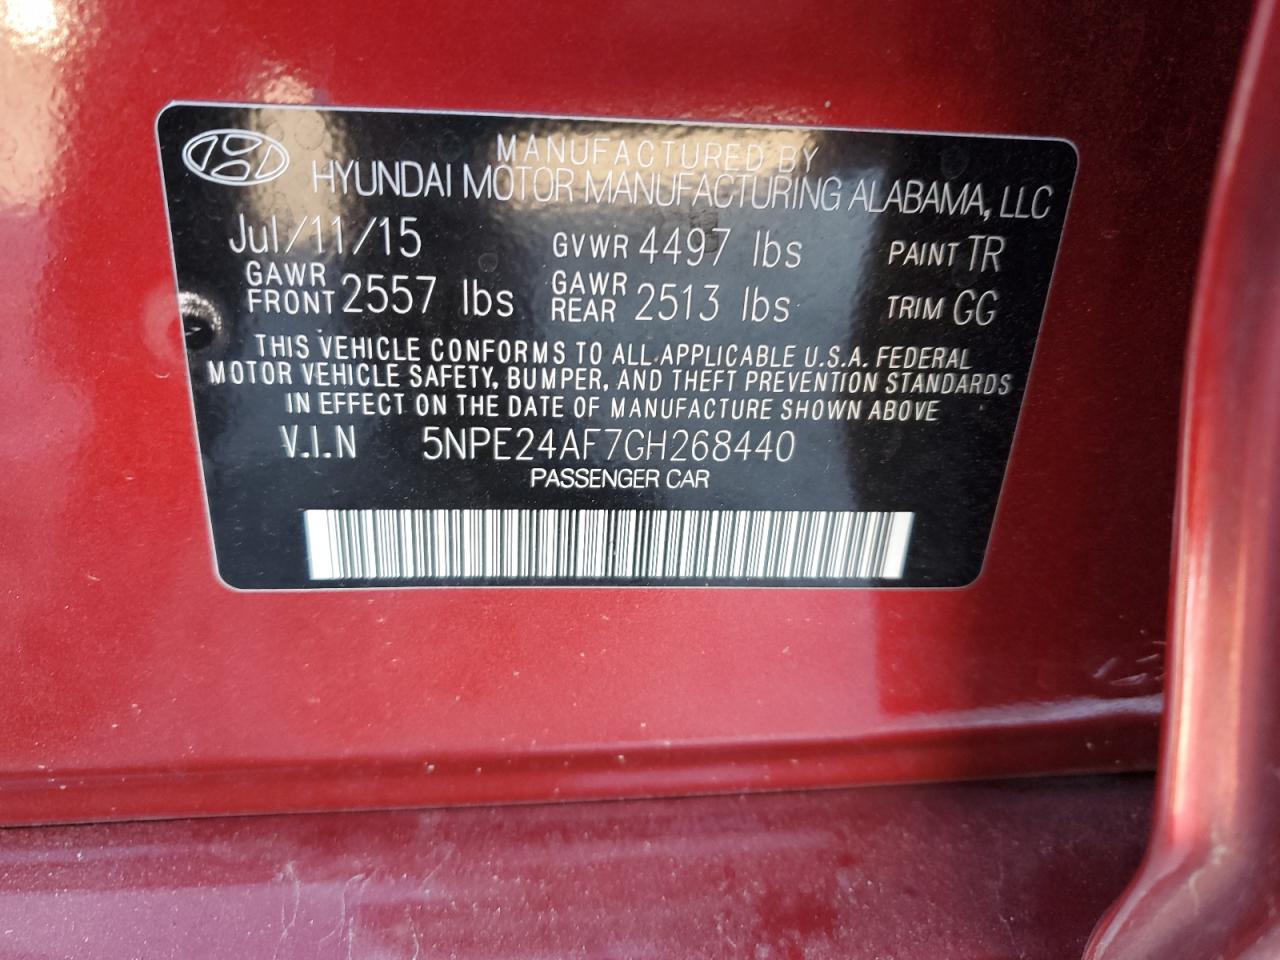 MANUFACTURED BY
HYUNDAI MOTOR MANUFACTURING ALABAMA, LLC
Jul/11/15 GVWR 4497 lbs PAINT TR
GAWR FRONT 2557 lbs GAWR REAR 2513 lbs TRIM GG
THIS VEHICLE CONFORMS TO ALL APPLICABLE U.S.A. FEDERAL
MOTOR VEHICLE SAFETY, BUMPER, AND THEFT PREVENTION STANDARDS
IN EFFECT ON THE DATE OF MANUFACTURE SHOWN ABOVE
V.I.N 5NPE24AF7GH268440
PASSENGER CAR